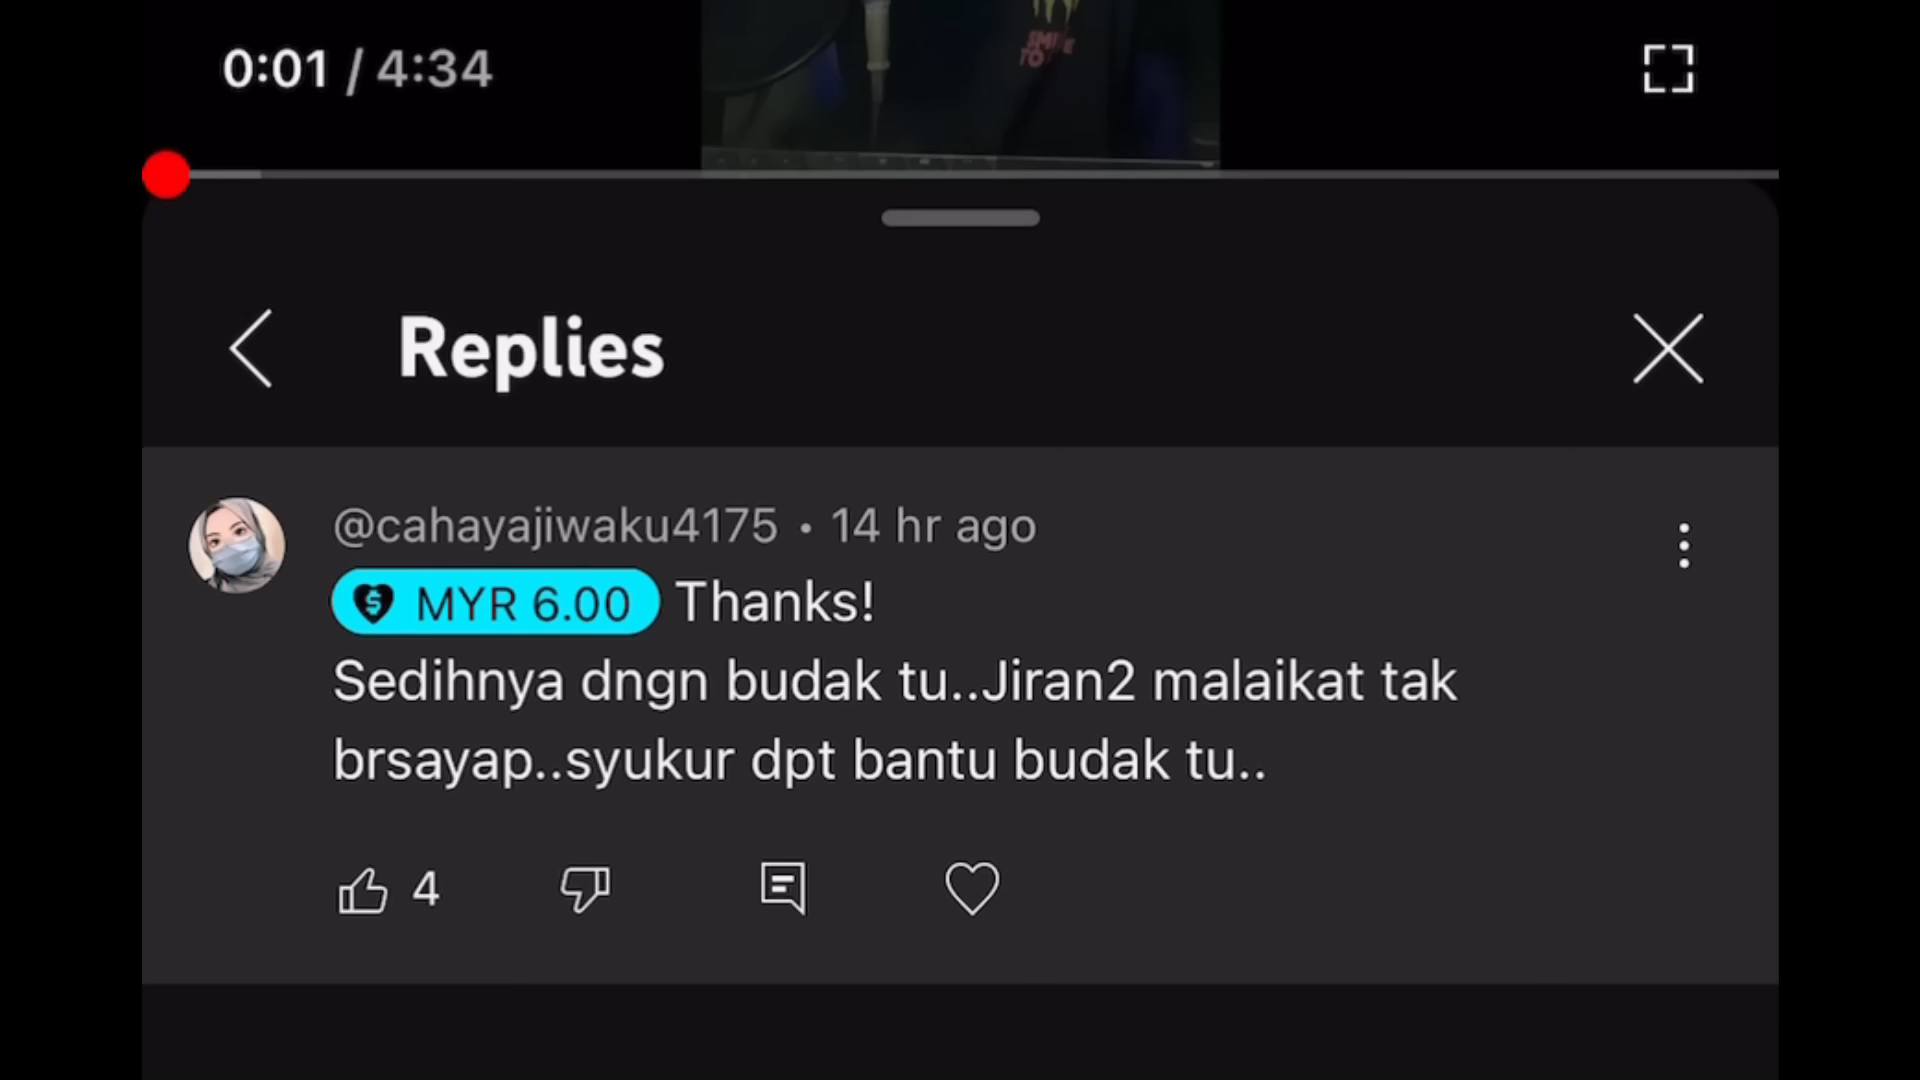 0:01 / 4:34
Replies
@cahayajiwaku4175 • 14 hr ago
MYR 6.00 Thanks!
Sedihnya dngn budak tu..Jiran2 malaikat tak
brsayap..syukur dpt bantu budak tu..
4